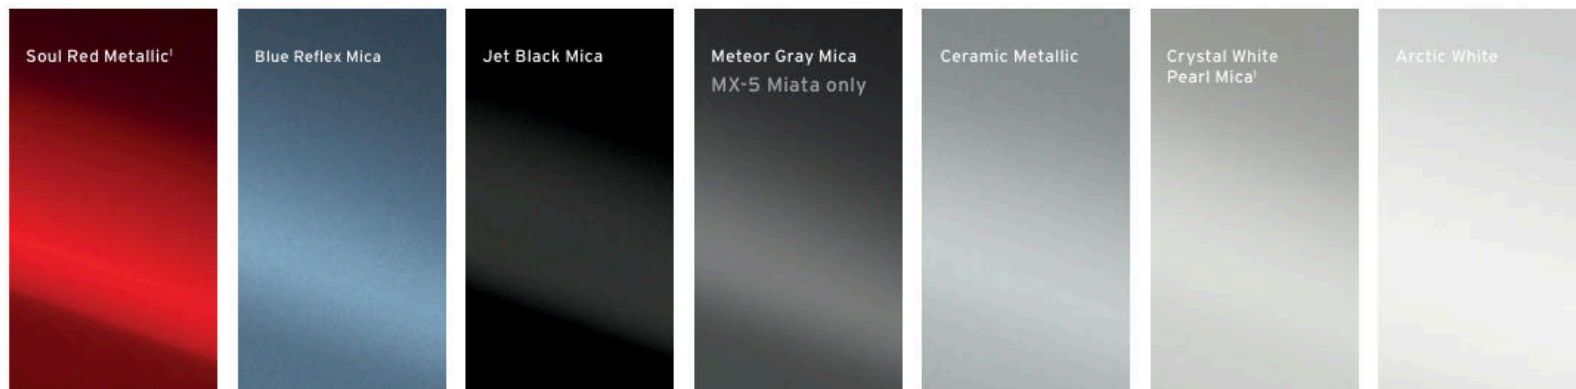 Soul Red Metallic¹
Blue Reflex Mica
Jet Black Mica
Meteor Gray Mica
MX-5 Miata only
Ceramic Metallic
Crystal White
Pearl Mica¹
Arctic White